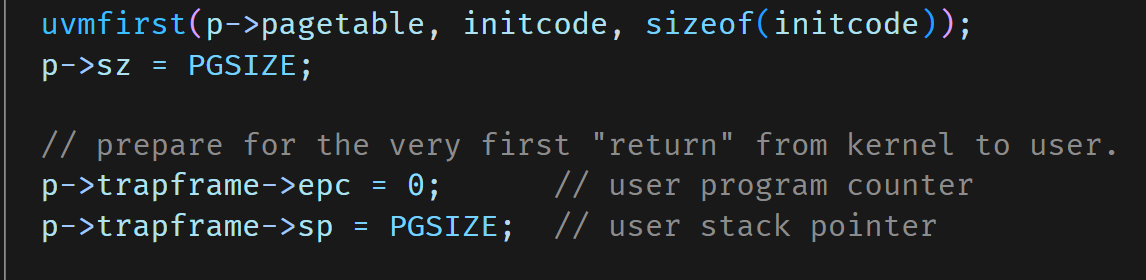 uvmfirst(p->pagetable, initcode, sizeof(initcode));
p->sz = PGSIZE;
// prepare for the very first "return" from kernel to user.
p->trapframe->epc = 0;      // user program counter
p->trapframe->sp = PGSIZE;  // user stack pointer